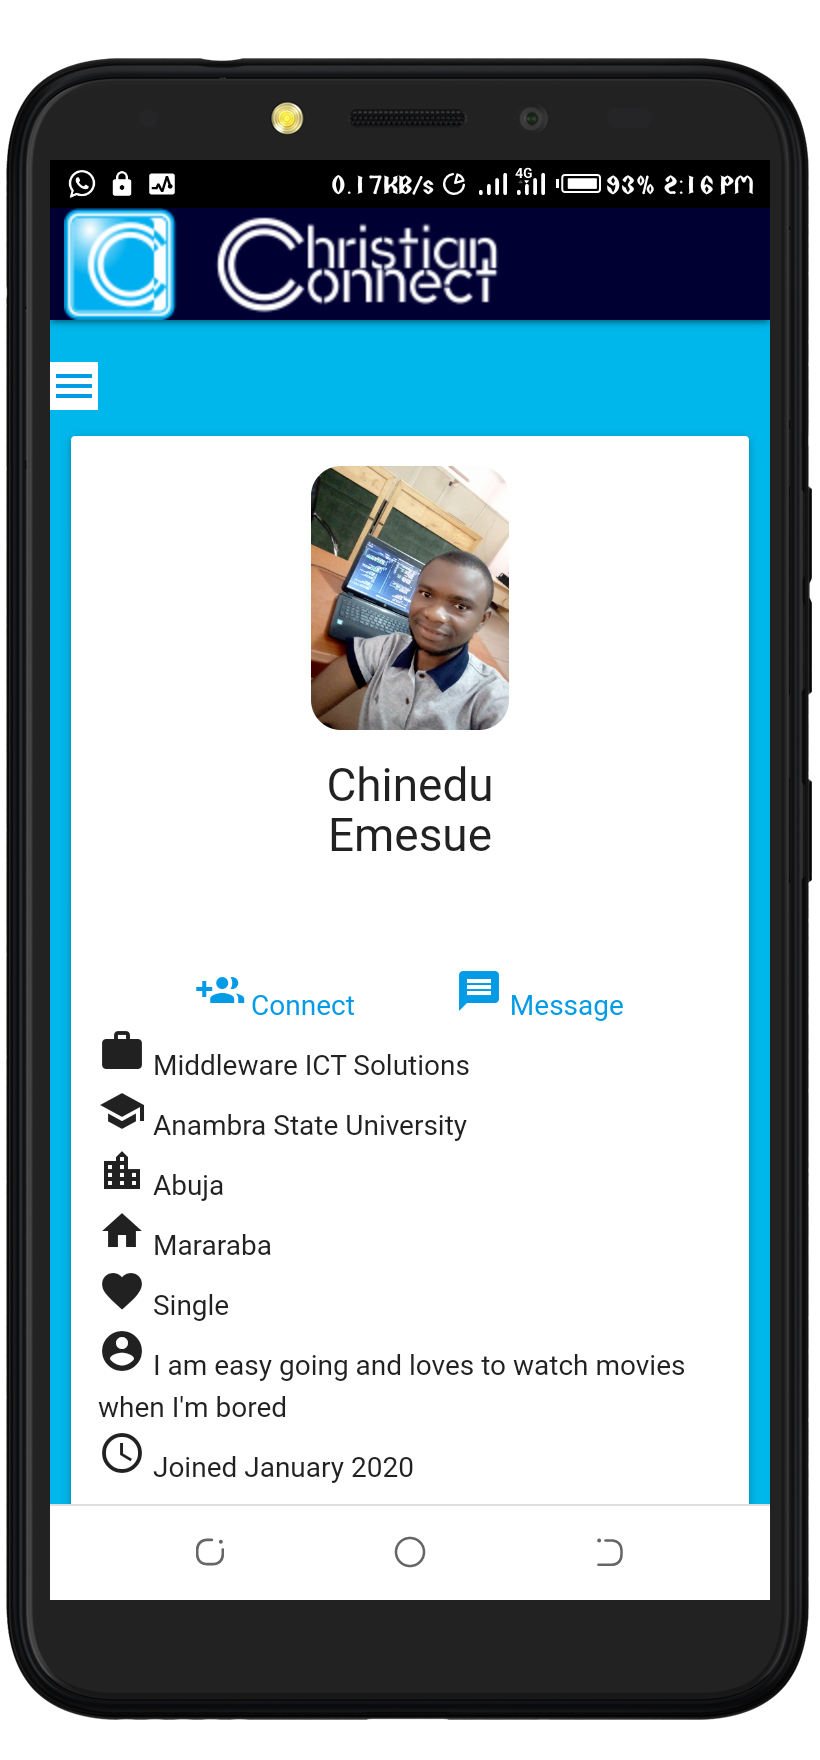 0.17KB/s 4G 93% 2:16 PM
Christian
Connect
Chinedu
Emesue
Connect Message
Middleware ICT Solutions
Anambra State University
Abuja
Mararaba
Single
I am easy going and loves to watch movies
when I'm bored
Joined January 2020